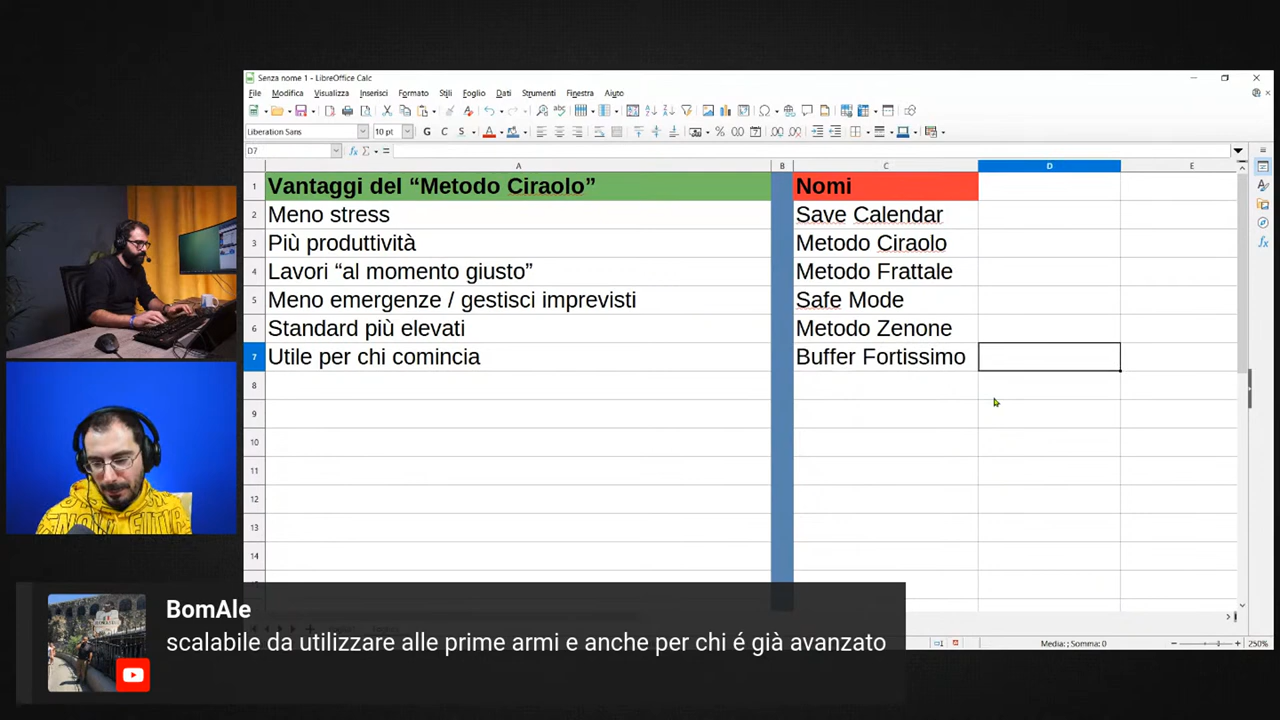 Senza nome 1 - LibreOffice Calc
File Modifica Visualizza Inserisci Formato Stili Foglio Dati Strumenti Finestra Aiuto
Liberation Sans 10 pt G C S
D7
A B C D E
1 Vantaggi del “Metodo Ciraolo” Nomi
2 Meno stress Save Calendar
3 Più produttività Metodo Ciraolo
4 Lavori “al momento giusto” Metodo Frattale
5 Meno emergenze / gestisci imprevisti Safe Mode
6 Standard più elevati Metodo Zenone
7 Utile per chi comincia Buffer Fortissimo
8
9
10
11
12
13
14
Media: ; Somma: 0 250%
BomAle
scalabile da utilizzare alle prime armi e anche per chi é già avanzato